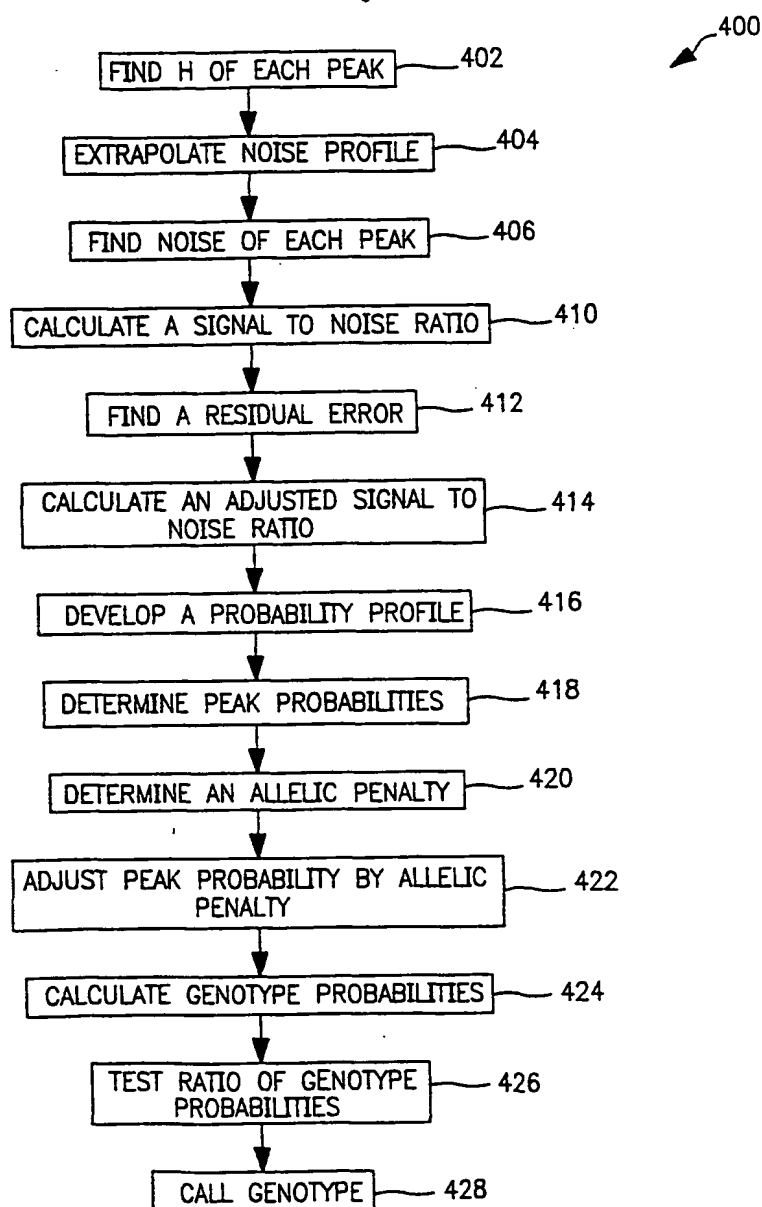 400
FIND H OF EACH PEAK 402
EXTRAPOLATE NOISE PROFILE 404
FIND NOISE OF EACH PEAK 406
CALCULATE A SIGNAL TO NOISE RATIO 410
FIND A RESIDUAL ERROR 412
CALCULATE AN ADJUSTED SIGNAL TO
NOISE RATIO 414
DEVELOP A PROBABILITY PROFILE 416
DETERMINE PEAK PROBABILITIES 418
DETERMINE AN ALLELIC PENALTY 420
ADJUST PEAK PROBABILITY BY ALLELIC
PENALTY 422
CALCULATE GENOTYPE PROBABILITIES 424
TEST RATIO OF GENOTYPE
PROBABILITIES 426
CALL GENOTYPE 428